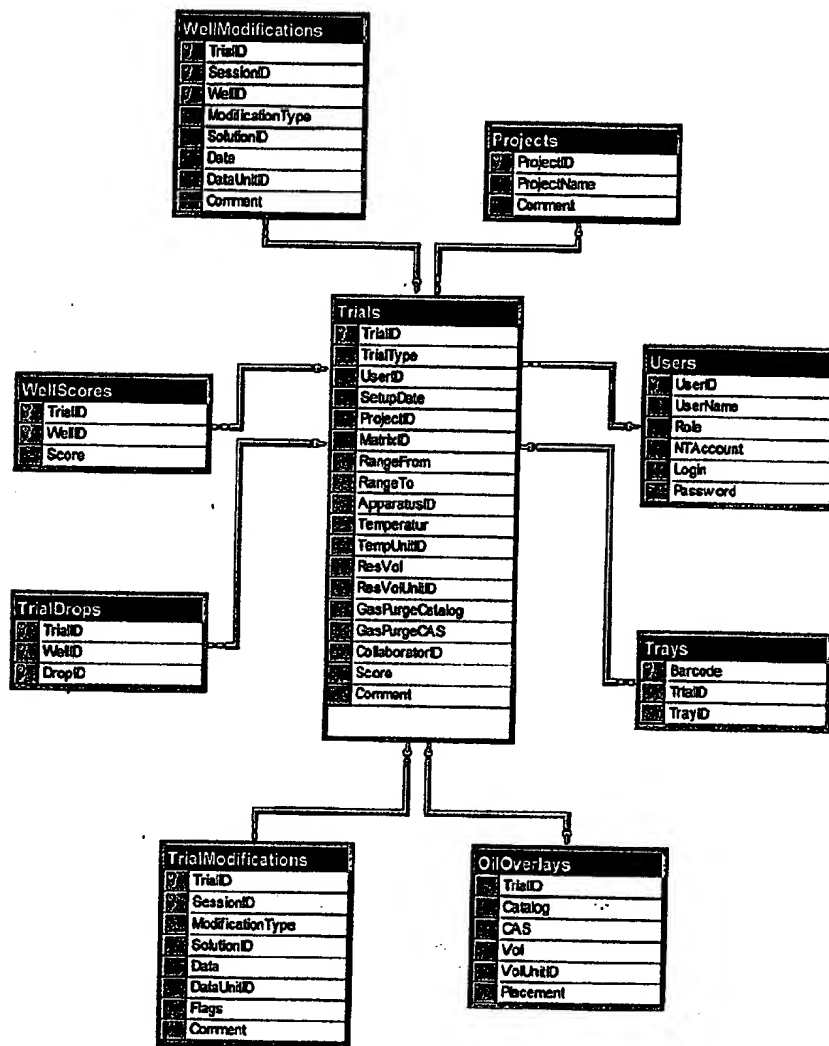 WellModifications
TrialID
SessionID
WellID
ModificationType
SolutionID
Data
DataUnitID
Comment
Projects
ProjectID
ProjectName
Comment
Trials
TrialID
TrialType
UserID
SetupDate
ProjectID
MatrixID
RangeFrom
RangeTo
ApparatusID
Temperatur
TempUnitID
ResVol
ResVolUnitID
GasPurgeCatalog
GasPurgeCAS
CollaboratorID
Score
Comment
WellScores
TrialID
WellID
Score
Users
UserID
UserName
Role
NTAccount
Login
Password
TrialDrops
TrialID
WellID
DropID
Trays
Barcode
TrialID
TrayID
TrialModifications
TrialID
SessionID
ModificationType
SolutionID
Data
DataUnitID
Flags
Comment
OilOverlays
TrialID
Catalog
CAS
Vol
VolUnitID
Placement